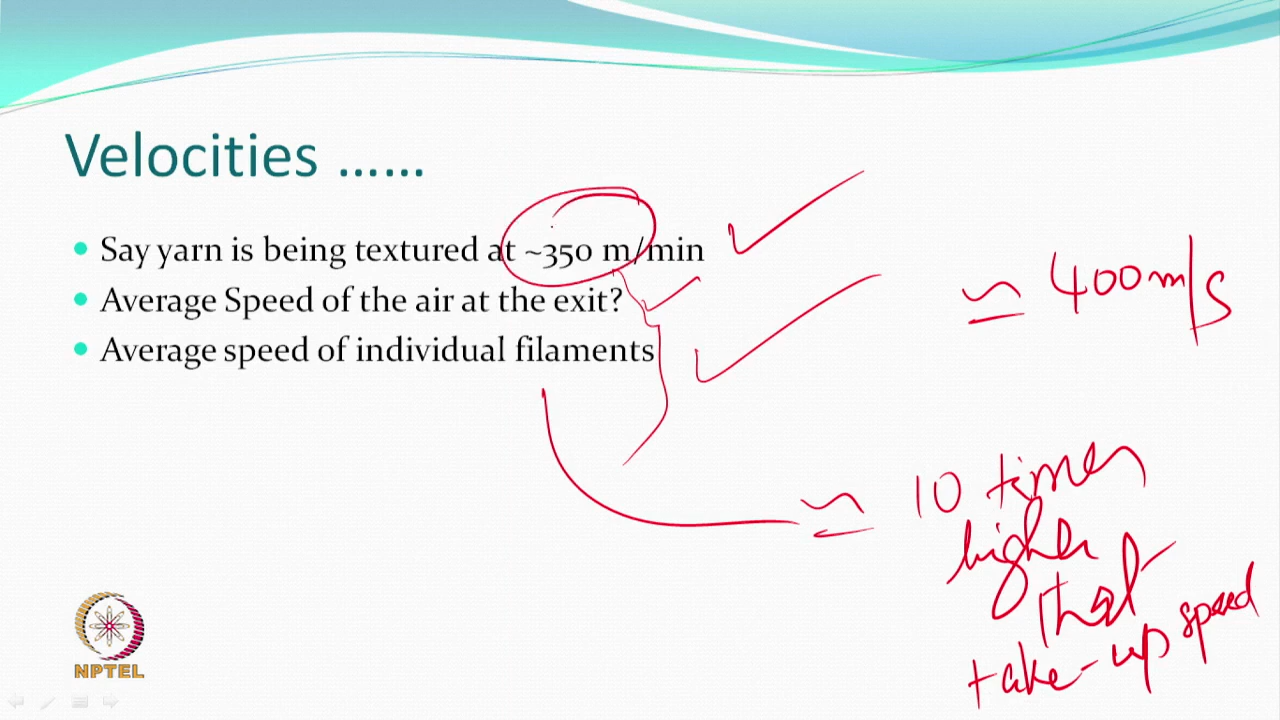 Velocities ......
Say yarn is being textured at ~350 m/min
Average Speed of the air at the exit?
Average speed of individual filaments
≃ 400 m/s
≃ 10 times
higher
that
take-up speed
NPTEL